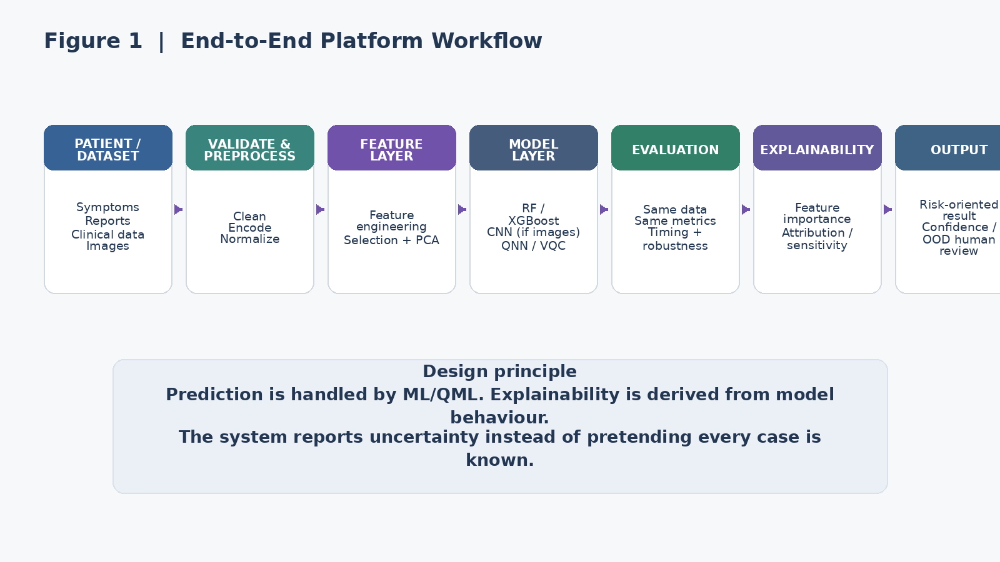 Figure 1 | End-to-End Platform Workflow
PATIENT /
DATASET
Symptoms
Reports
Clinical data
Images
VALIDATE &
PREPROCESS
Clean
Encode
Normalize
FEATURE
LAYER
Feature
engineering
Selection + PCA
MODEL
LAYER
RF /
XGBoost
CNN (if images)
QNN / VQC
EVALUATION
Same data
Same metrics
Timing +
robustness
EXPLAINABILITY
Feature
importance
Attribution /
sensitivity
OUTPUT
Risk-oriented
result
Confidence /
OOD human
review
Design principle
Prediction is handled by ML/QML. Explainability is derived from model
behaviour.
The system reports uncertainty instead of pretending every case is
known.